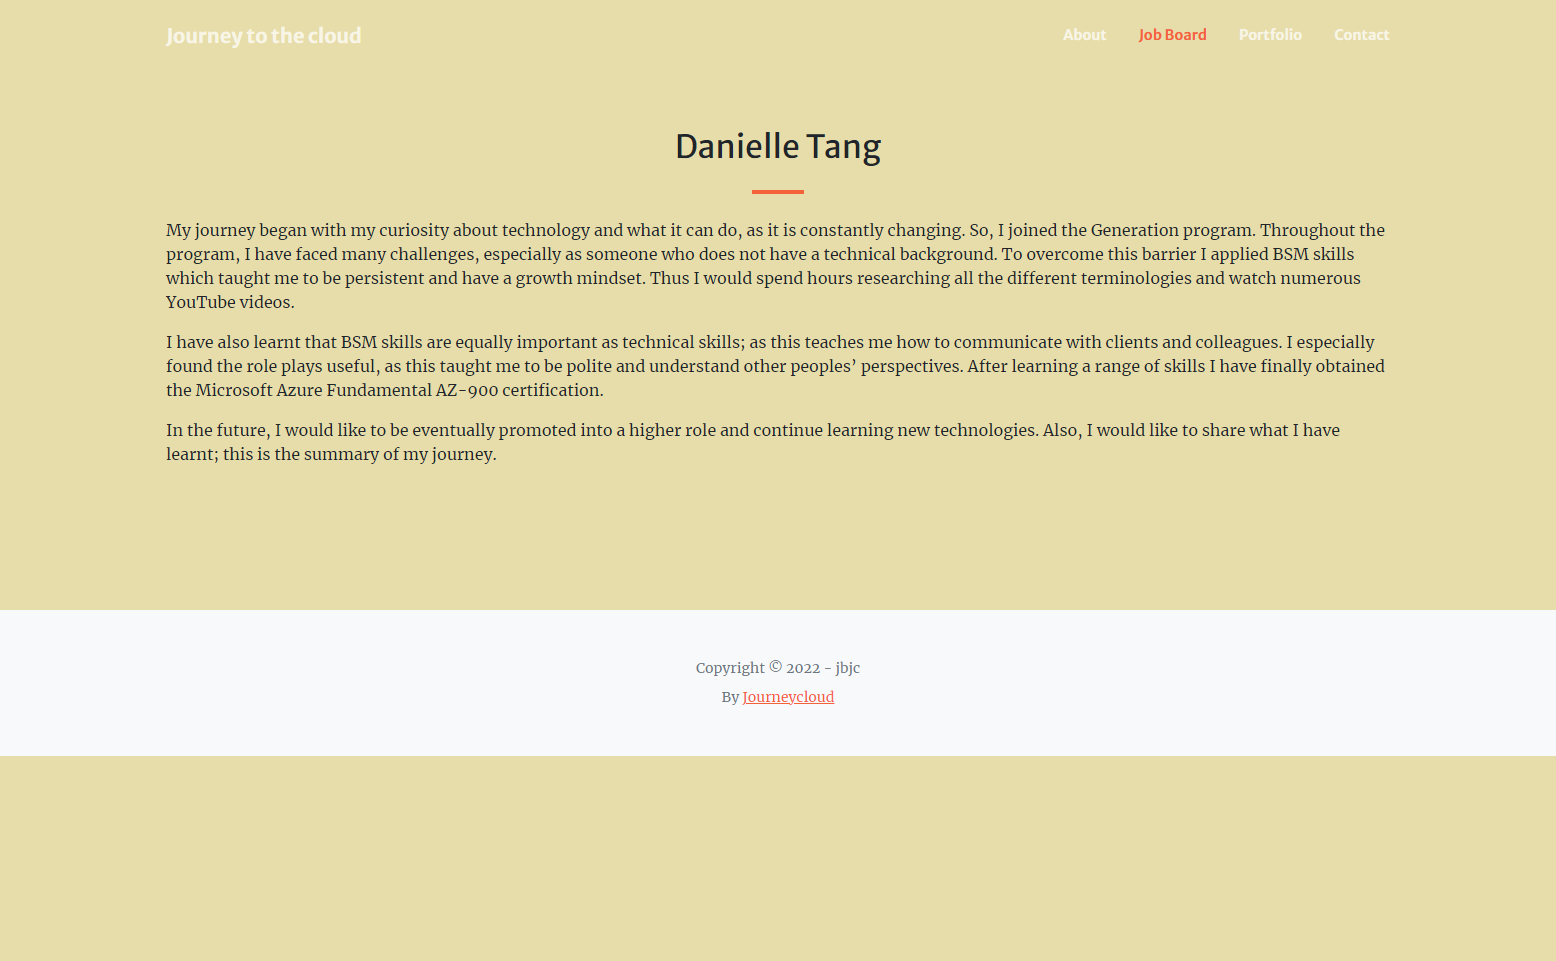 Journey to the cloud
About Job Board Portfolio Contact
Danielle Tang
My journey began with my curiosity about technology and what it can do, as it is constantly changing. So, I joined the Generation program. Throughout the
program, I have faced many challenges, especially as someone who does not have a technical background. To overcome this barrier I applied BSM skills
which taught me to be persistent and have a growth mindset. Thus I would spend hours researching all the different terminologies and watch numerous
YouTube videos.
I have also learnt that BSM skills are equally important as technical skills; as this teaches me how to communicate with clients and colleagues. I especially
found the role plays useful, as this taught me to be polite and understand other peoples’ perspectives. After learning a range of skills I have finally obtained
the Microsoft Azure Fundamental AZ-900 certification.
In the future, I would like to be eventually promoted into a higher role and continue learning new technologies. Also, I would like to share what I have
learnt; this is the summary of my journey.
Copyright © 2022 - jbjc
By Journeycloud